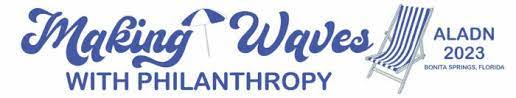 Making Waves
WITH PHILANTHROPY
ALADN
2023
BONITA SPRINGS, FLORIDA